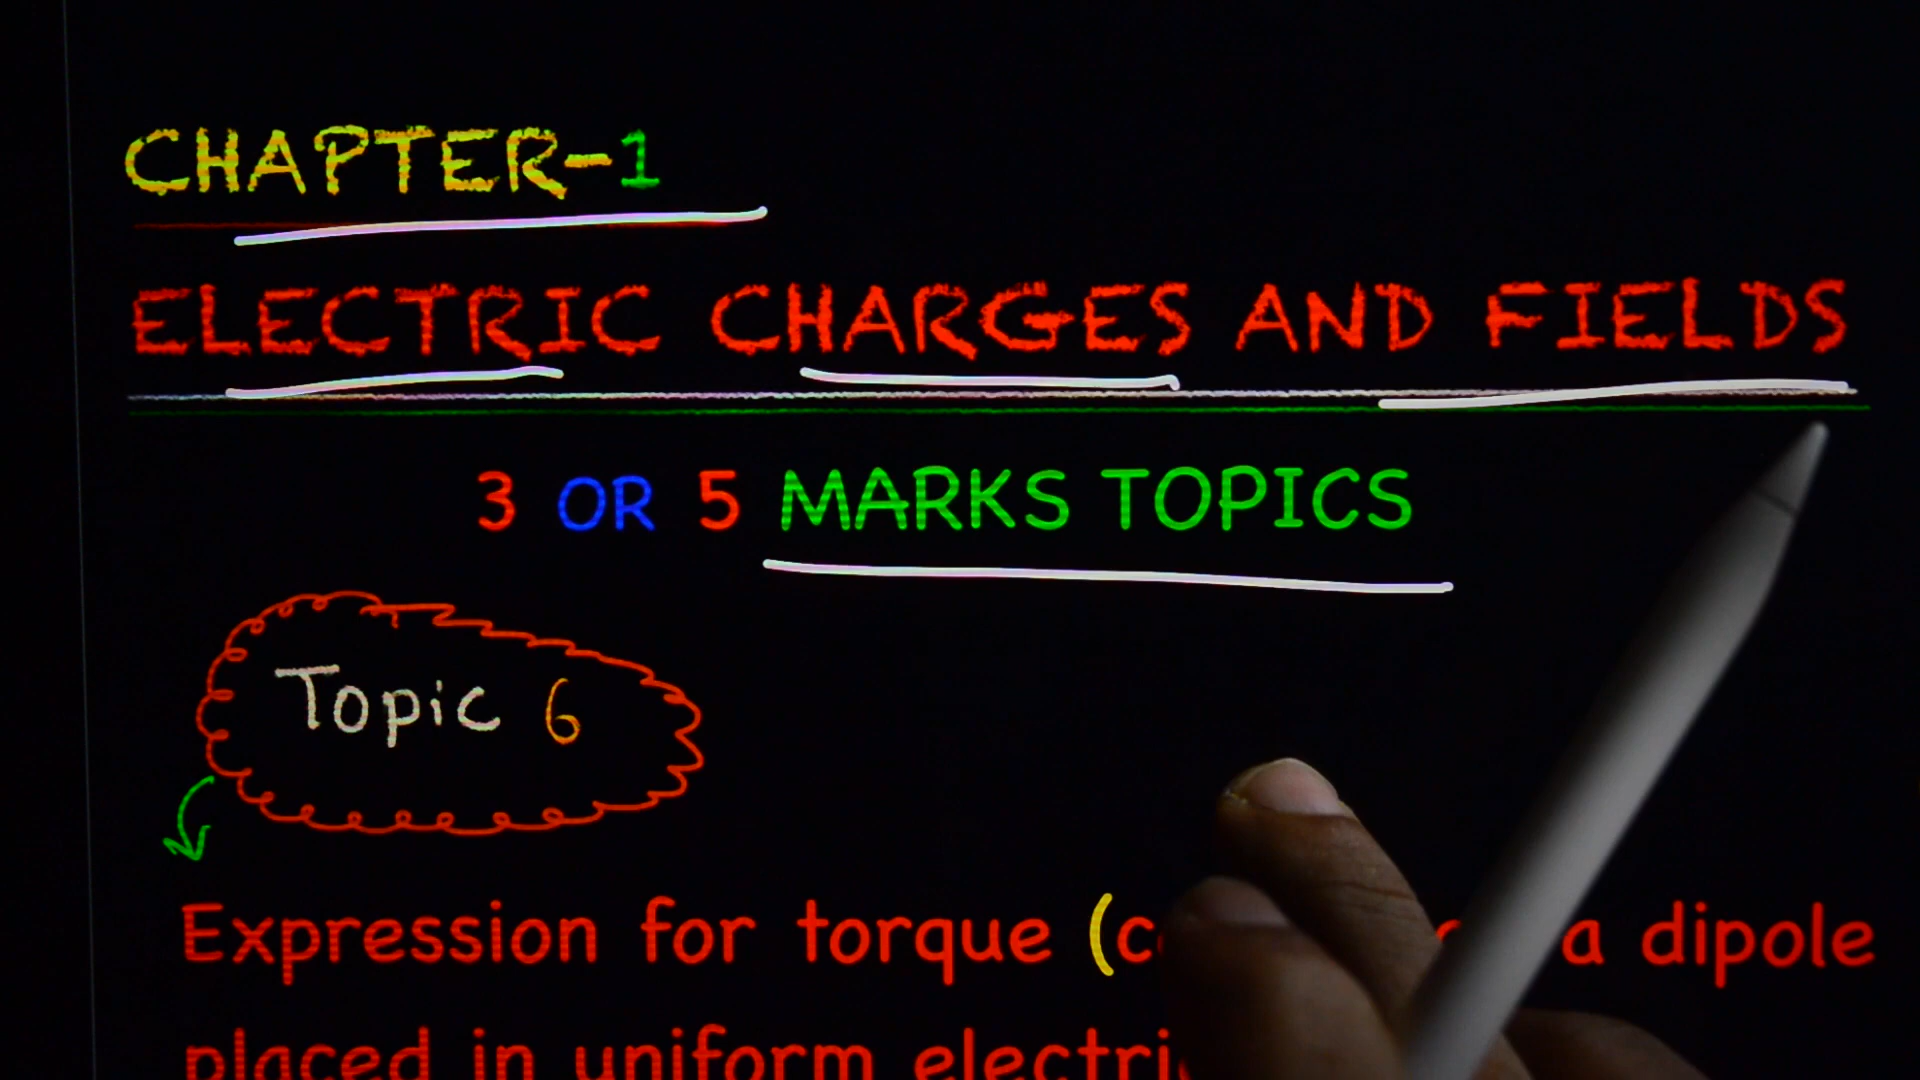 CHAPTER-1
ELECTRIC CHARGES AND FIELDS
3 OR 5 MARKS TOPICS
Topic 6
Expression for torque ( a dipole
placed in uniform